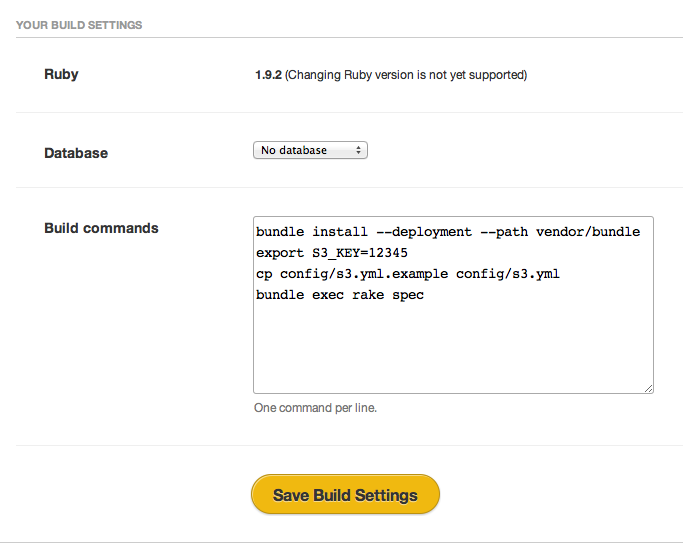 YOUR BUILD SETTINGS
Ruby
1.9.2 (Changing Ruby version is not yet supported)
Database
No database
Build commands
bundle install --deployment --path vendor/bundle
export S3_KEY=12345
cp config/s3.yml.example config/s3.yml
bundle exec rake spec
One command per line.
Save Build Settings